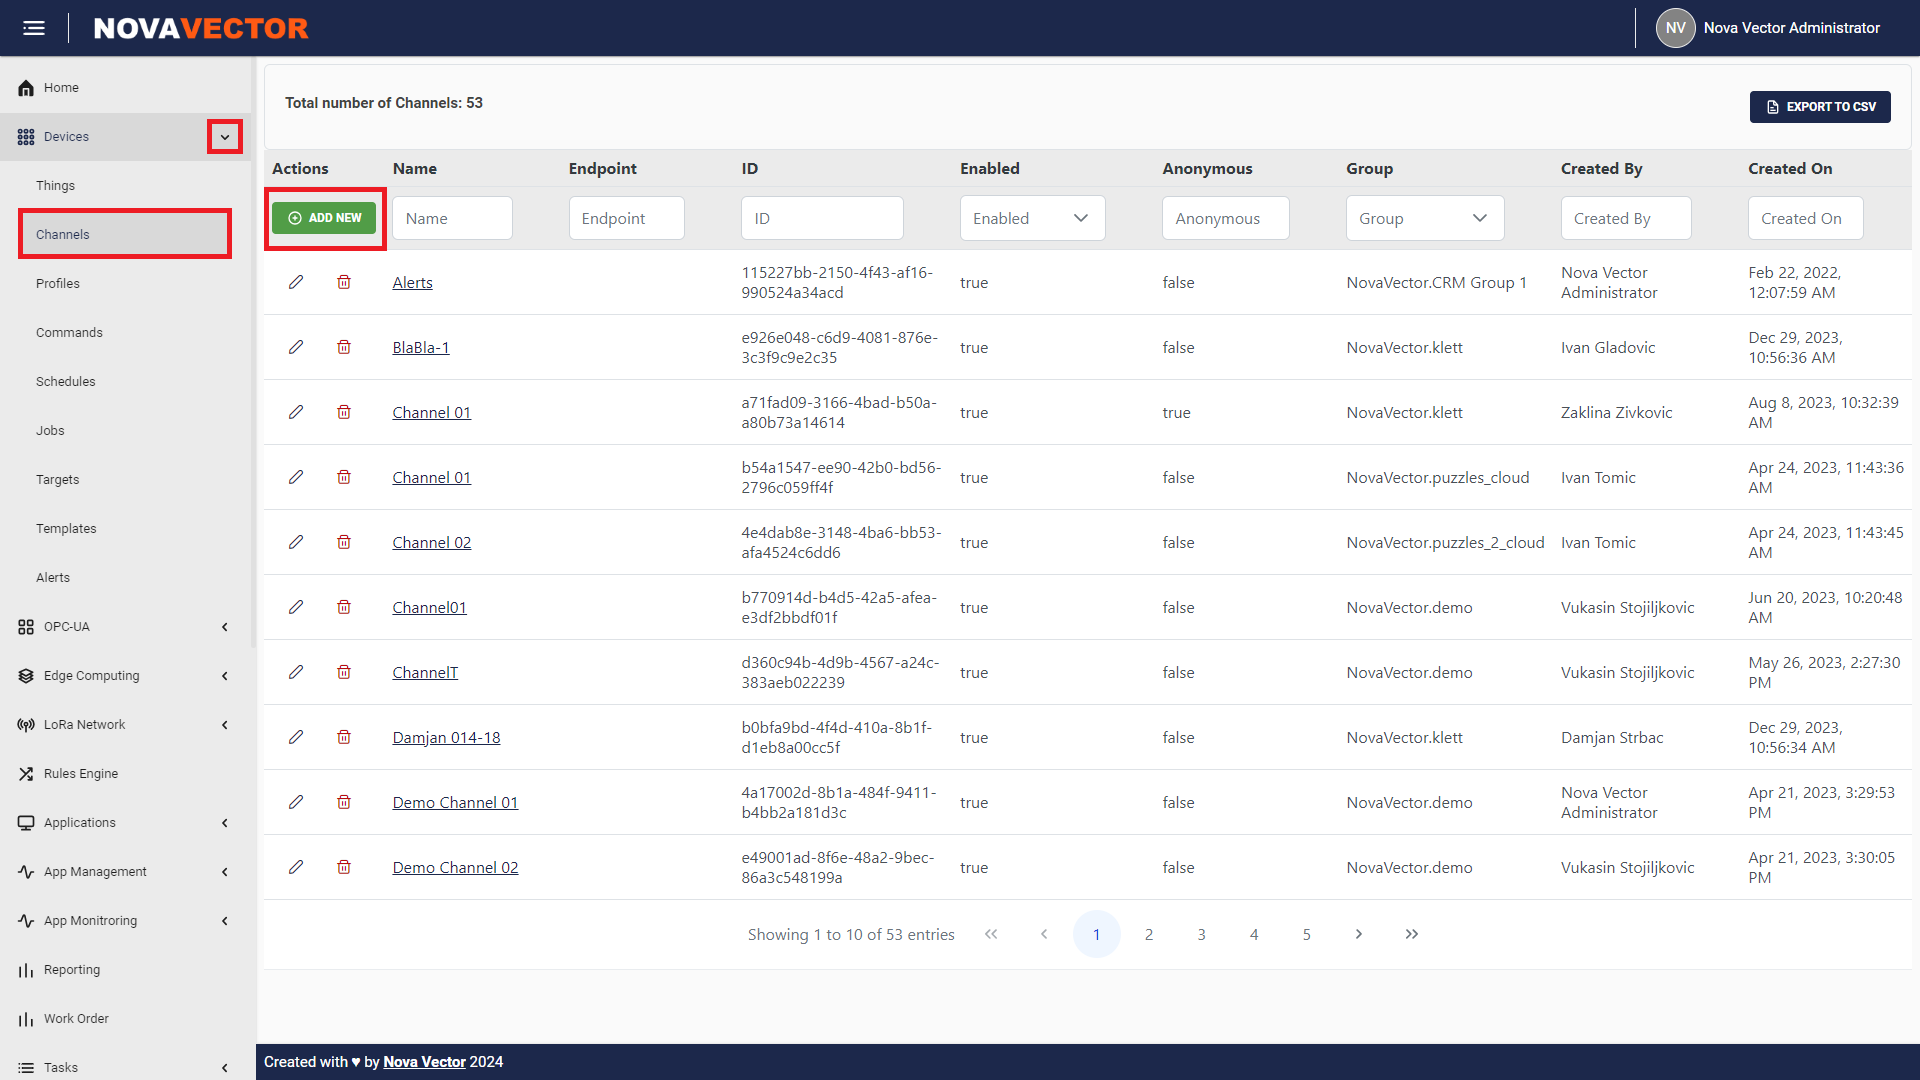 NOVAVECTOR
NV Nova Vector Administrator
Home
Devices
Things
Channels
Profiles
Commands
Schedules
Jobs
Targets
Templates
Alerts
OPC-UA
Edge Computing
LoRa Network
Rules Engine
Applications
App Management
App Monitroring
Reporting
Work Order
Tasks
Total number of Channels: 53
EXPORT TO CSV
Actions Name Endpoint ID Enabled Anonymous Group Created By Created On
ADD NEW Name Endpoint ID Enabled Anonymous Group Created By Created On
Alerts 115227bb-2150-4f43-af16-990524a34acd true false NovaVector.CRM Group 1 Nova Vector Administrator Feb 22, 2022, 12:07:59 AM
BlaBla-1 e926e048-c6d9-4081-876e-3c3f9c9e2c35 true false NovaVector.klett Ivan Gladovic Dec 29, 2023, 10:56:36 AM
Channel 01 a71fad09-3166-4bad-b50a-a80b73a14614 true true NovaVector.klett Zaklina Zivkovic Aug 8, 2023, 10:32:39 AM
Channel 01 b54a1547-ee90-42b0-bd56-2796c059ff4f true false NovaVector.puzzles_cloud Ivan Tomic Apr 24, 2023, 11:43:36 AM
Channel 02 4e4dab8e-3148-4ba6-bb53-afa4524c6dd6 true false NovaVector.puzzles_2_cloud Ivan Tomic Apr 24, 2023, 11:43:45 AM
Channel01 b770914d-b4d5-42a5-afea-e3df2bbdf01f true false NovaVector.demo Vukasin Stojiljkovic Jun 20, 2023, 10:20:48 AM
ChannelT d360c94b-4d9b-4567-a24c-383aeb022239 true false NovaVector.demo Vukasin Stojiljkovic May 26, 2023, 2:27:30 PM
Damjan 014-18 b0bfa9bd-4f4d-410a-8b1f-d1eb8a00cc5f true false NovaVector.klett Damjan Strbac Dec 29, 2023, 10:56:34 AM
Demo Channel 01 4a17002d-8b1a-484f-9411-b4bb2a181d3c true false NovaVector.demo Nova Vector Administrator Apr 21, 2023, 3:29:53 PM
Demo Channel 02 e49001ad-8f6e-48a2-9bec-86a3c548199a true false NovaVector.demo Vukasin Stojiljkovic Apr 21, 2023, 3:30:05 PM
Showing 1 to 10 of 53 entries 1 2 3 4 5
Created with ♥ by Nova Vector 2024